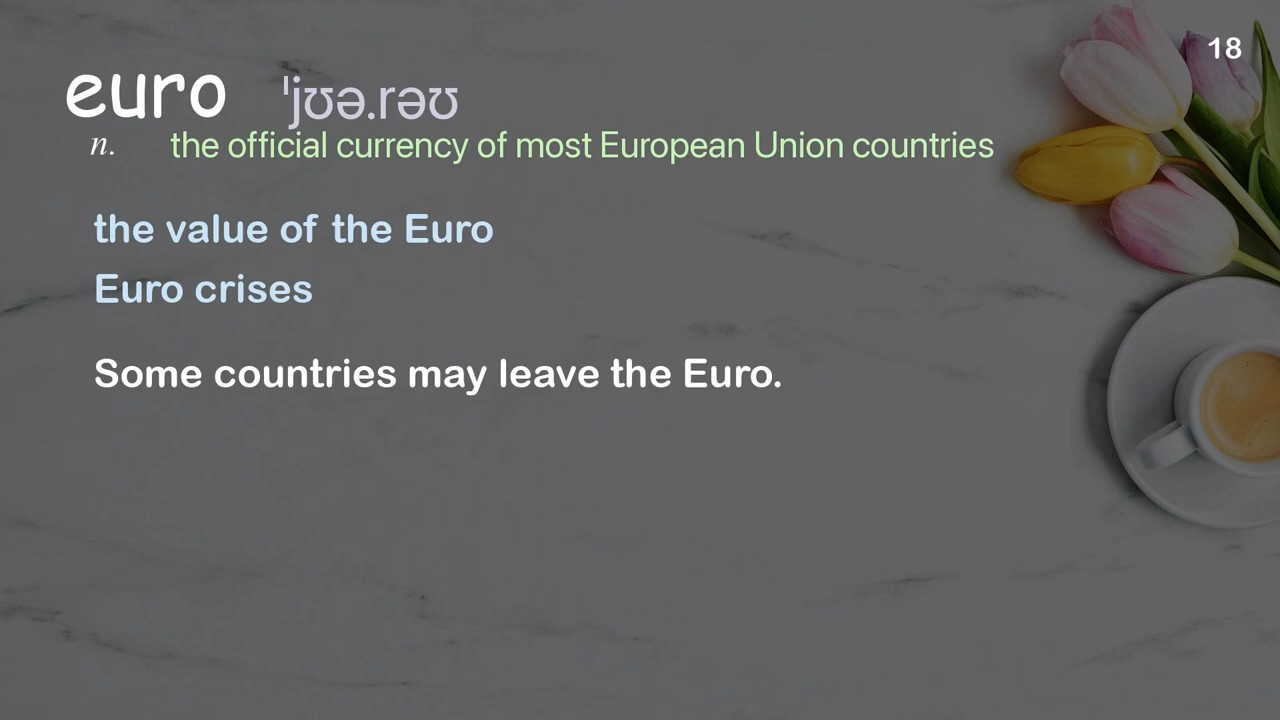 18
euro ˈjʊə.rəʊ
n. the official currency of most European Union countries
the value of the Euro
Euro crises
Some countries may leave the Euro.